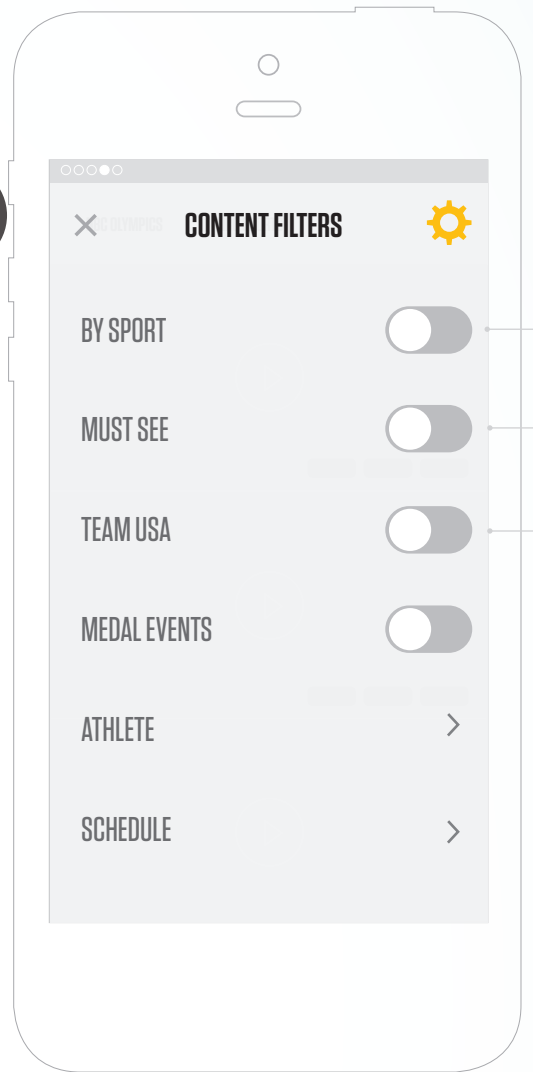 CONTENT FILTERS
BY SPORT
MUST SEE
TEAM USA
MEDAL EVENTS
ATHLETE
SCHEDULE